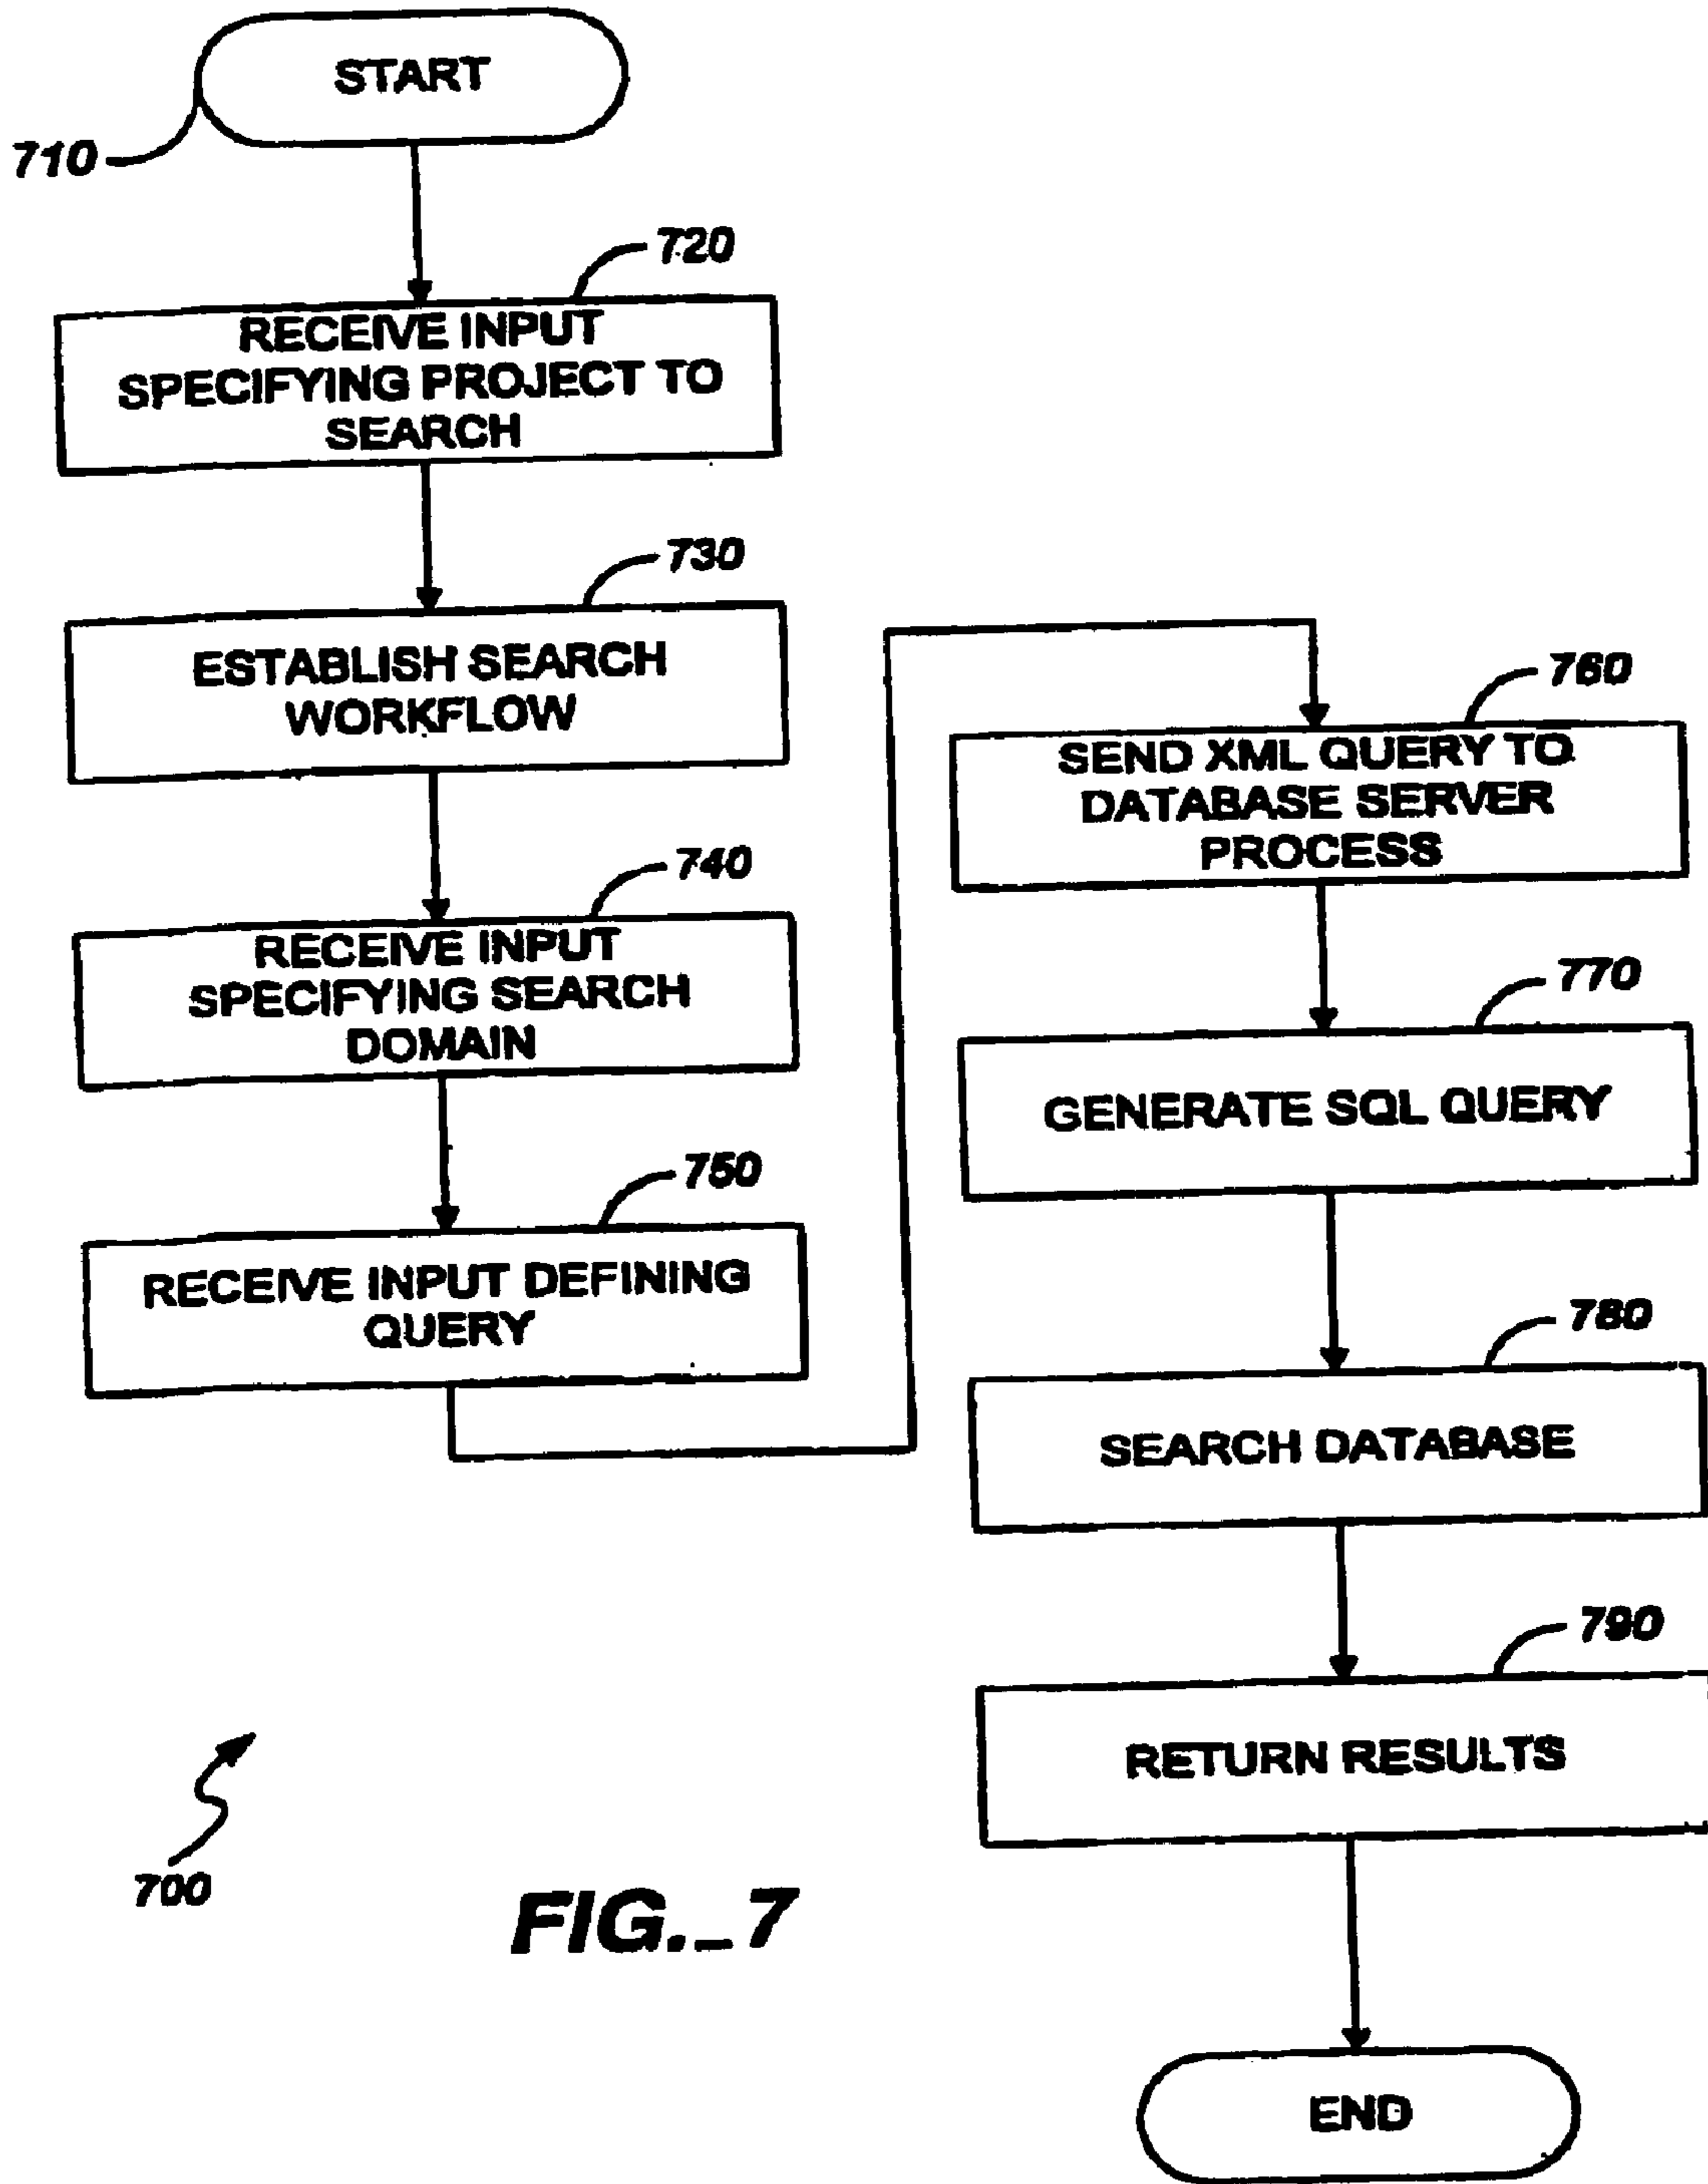 START
710
720
RECEIVE INPUT
SPECIFYING PROJECT TO
SEARCH
730
ESTABLISH SEARCH
WORKFLOW
740
RECEIVE INPUT
SPECIFYING SEARCH
DOMAIN
750
RECEIVE INPUT DEFINING
QUERY
760
SEND XML QUERY TO
DATABASE SERVER
PROCESS
770
GENERATE SQL QUERY
780
SEARCH DATABASE
790
RETURN RESULTS
END
700
FIG._7